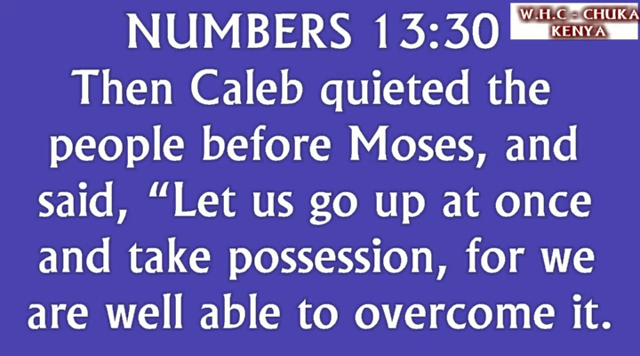 NUMBERS 13:30
W.H.C - CHUKA
KENYA
Then Caleb quieted the
people before Moses, and
said, “Let us go up at once
and take possession, for we
are well able to overcome it.